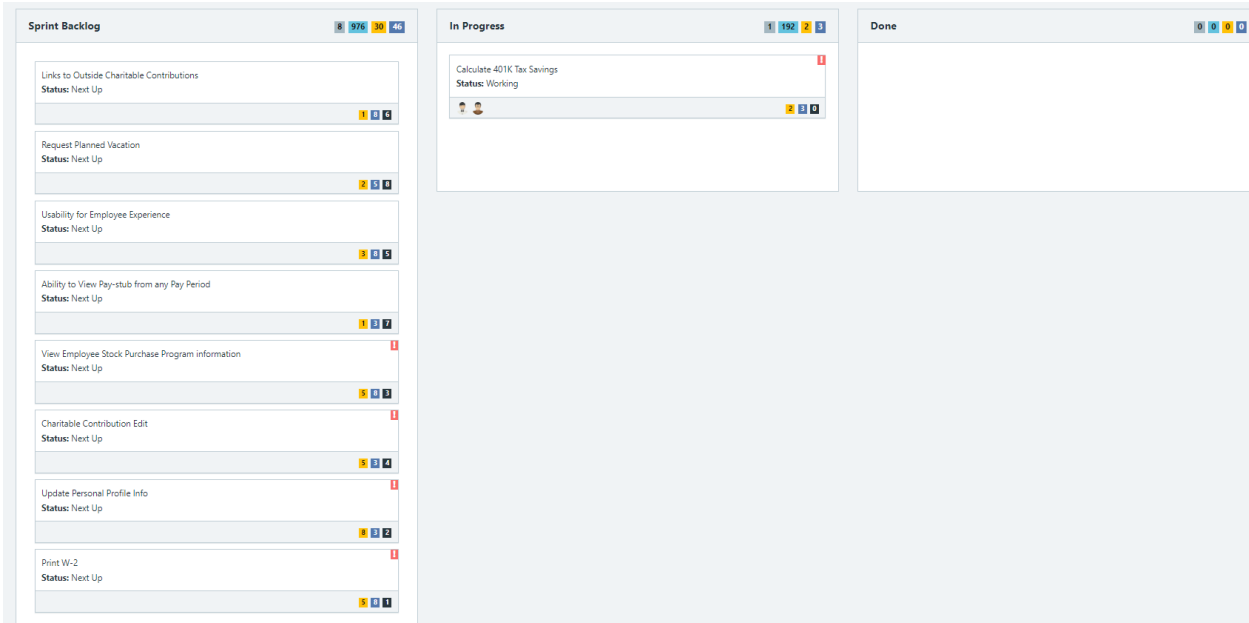 Sprint Backlog 8 976 30 46
Links to Outside Charitable Contributions
Status: Next Up
1 8 6
Request Planned Vacation
Status: Next Up
2 5 8
Usability for Employee Experience
Status: Next Up
3 8 5
Ability to View Pay-stub from any Pay Period
Status: Next Up
1 3 7
View Employee Stock Purchase Program information
!
Status: Next Up
5 8 3
Charitable Contribution Edit
!
Status: Next Up
5 3 4
Update Personal Profile Info
!
Status: Next Up
8 3 2
Print W-2
!
Status: Next Up
5 8 1
In Progress 1 192 2 3
Calculate 401K Tax Savings
!
Status: Working
2 3 0
Done 0 0 0 0